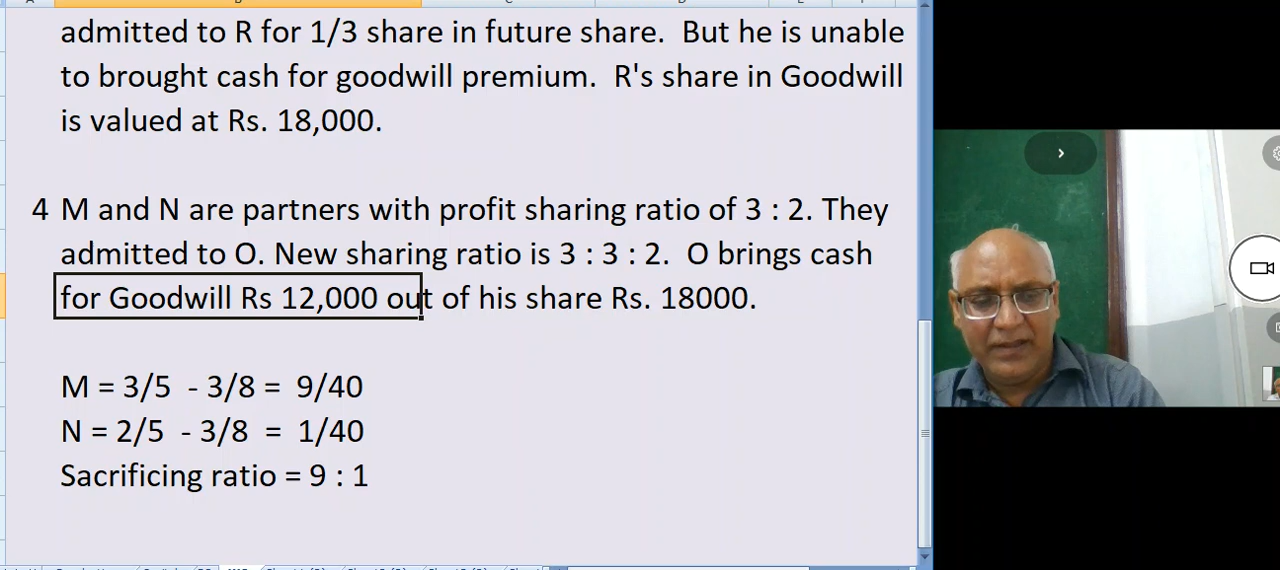 admitted to R for 1/3 share in future share. But he is unable
to brought cash for goodwill premium. R's share in Goodwill
is valued at Rs. 18,000.
4 M and N are partners with profit sharing ratio of 3 : 2. They
admitted to O. New sharing ratio is 3 : 3 : 2. O brings cash
for Goodwill Rs 12,000 out of his share Rs. 18000.
M = 3/5 - 3/8 = 9/40
N = 2/5 - 3/8 = 1/40
Sacrificing ratio = 9 : 1